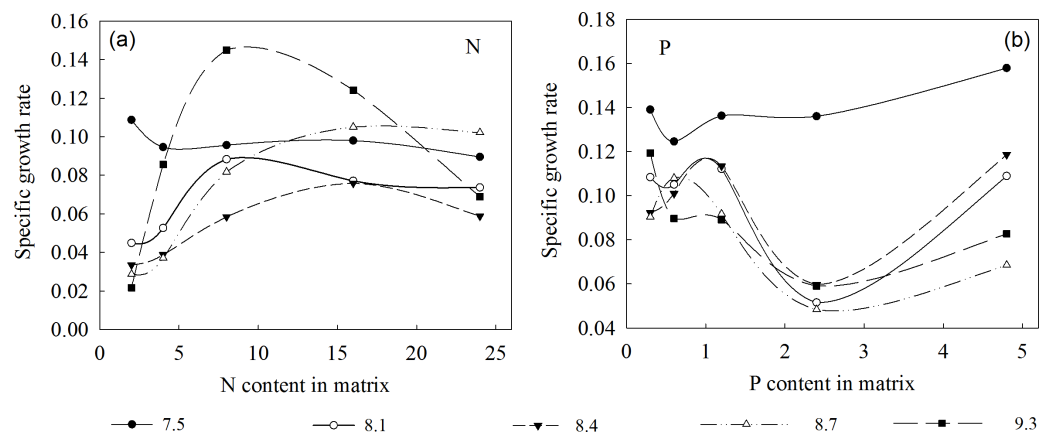 (a) N
Specific growth rate
0.16
0.14
0.12
0.10
0.08
0.06
0.04
0.02
0.00
0 5 10 15 20 25
N content in matrix
P (b)
Specific growth rate
0.18
0.16
0.14
0.12
0.10
0.08
0.06
0.04
0 1 2 3 4 5
P content in matrix
7.5 8.1 8.4 8.7 9.3